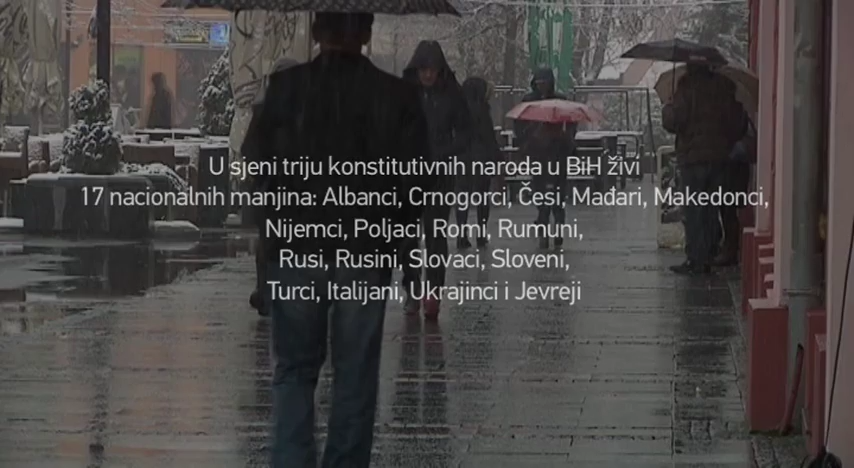 U sjeni triju konstitutivnih naroda u BiH živi
17 nacionalnih manjina: Albanci, Crnogorci, Česi, Mađari, Makedonci,
Nijemci, Poljaci, Romi, Rumuni,
Rusi, Rusini, Slovaci, Sloveni,
Turci, Italijani, Ukrajinci i Jevreji